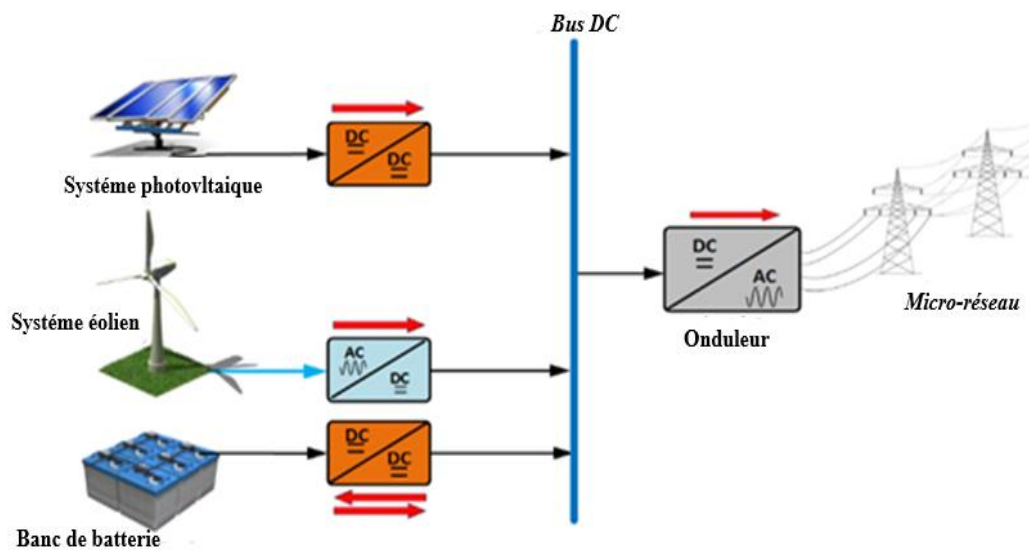 Bus DC
DC
DC
Systéme photovltaique
DC
AC
Micro-réseau
Onduleur
Systéme éolien
AC
DC
DC
DC
Banc de batterie